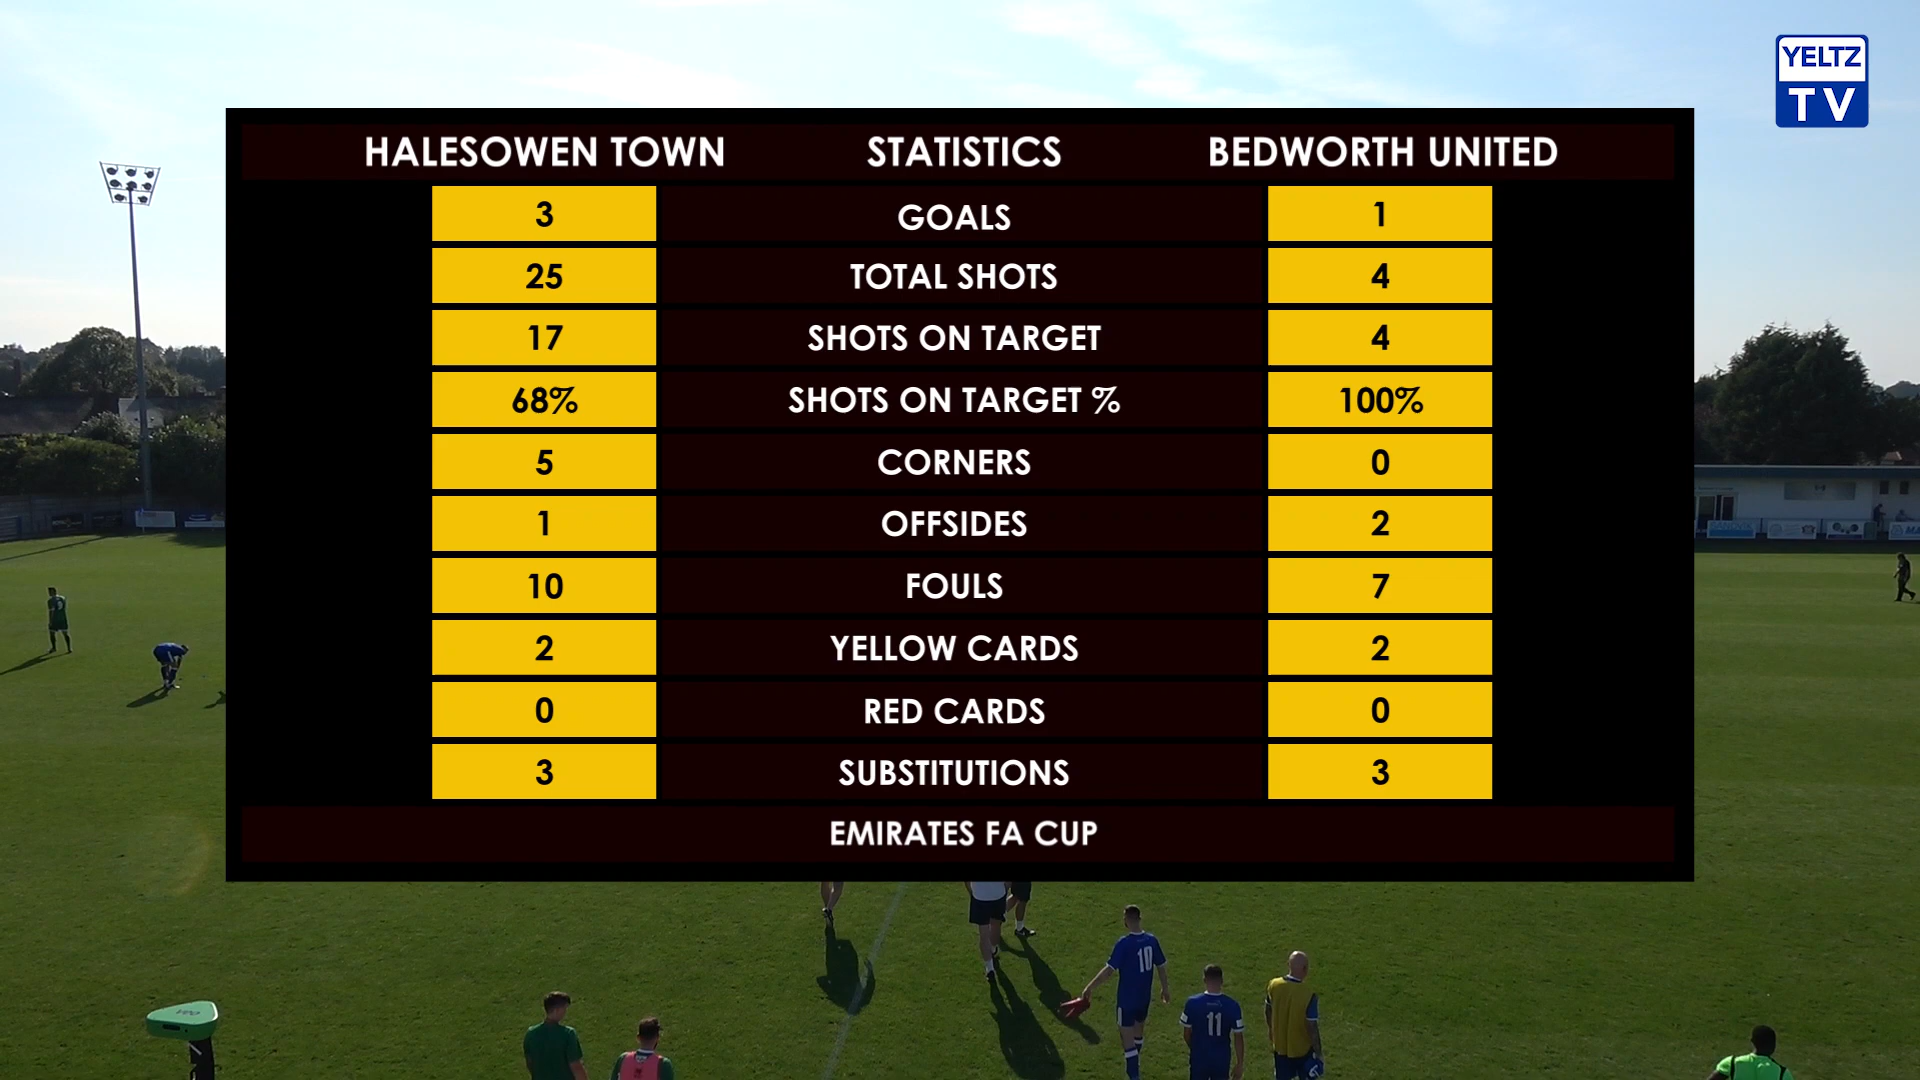 YELTZ
TV
HALESOWEN TOWN STATISTICS BEDWORTH UNITED
3 GOALS 1
25 TOTAL SHOTS 4
17 SHOTS ON TARGET 4
68% SHOTS ON TARGET % 100%
5 CORNERS 0
1 OFFSIDES 2
10 FOULS 7
2 YELLOW CARDS 2
0 RED CARDS 0
3 SUBSTITUTIONS 3
EMIRATES FA CUP
10
11